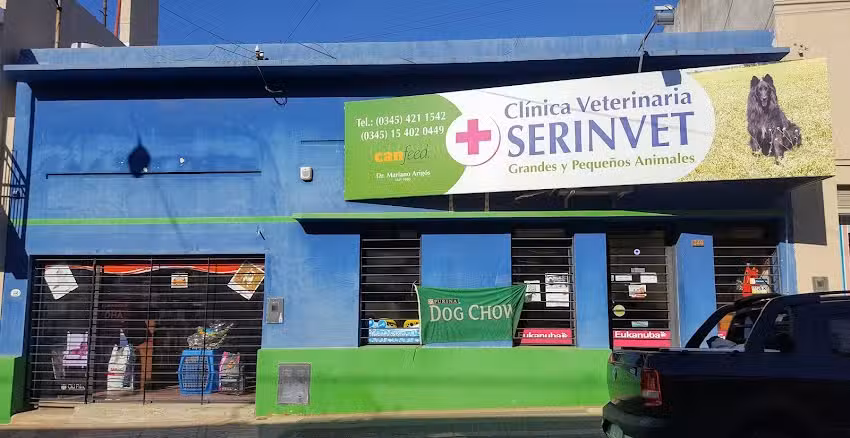 Tel.: (0345) 421 1542
(0345) 15 402 0449
canfeed
Dr. Mariano Arigós
Clínica Veterinaria
SERINVET
Grandes y Pequeños Animales
PURINA
DOG CHOW
Eukanuba
Eukanuba